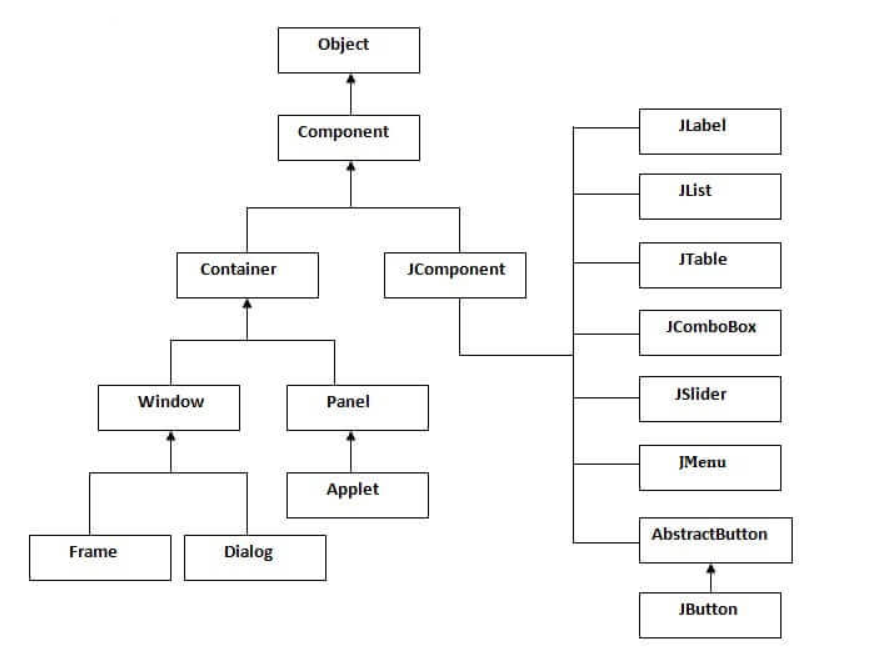 Object
Component
Container
JComponent
Window
Panel
Applet
Frame
Dialog
JLabel
JList
JTable
JComboBox
JSlider
JMenu
AbstractButton
JButton